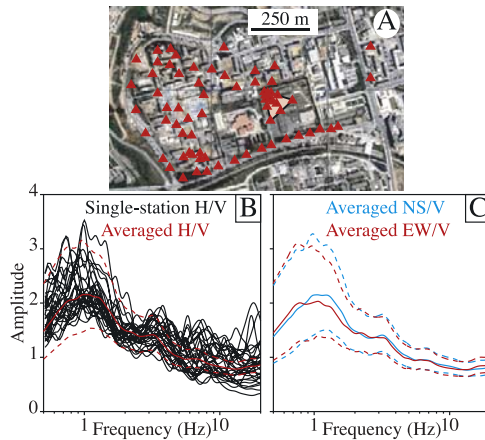 250 m
A
4
3
2
1
0
Amplitude
Single-station H/V
Averaged H/V
B
Averaged NS/V
Averaged EW/V
C
1
10
1
10
Frequency (Hz)
Frequency (Hz)